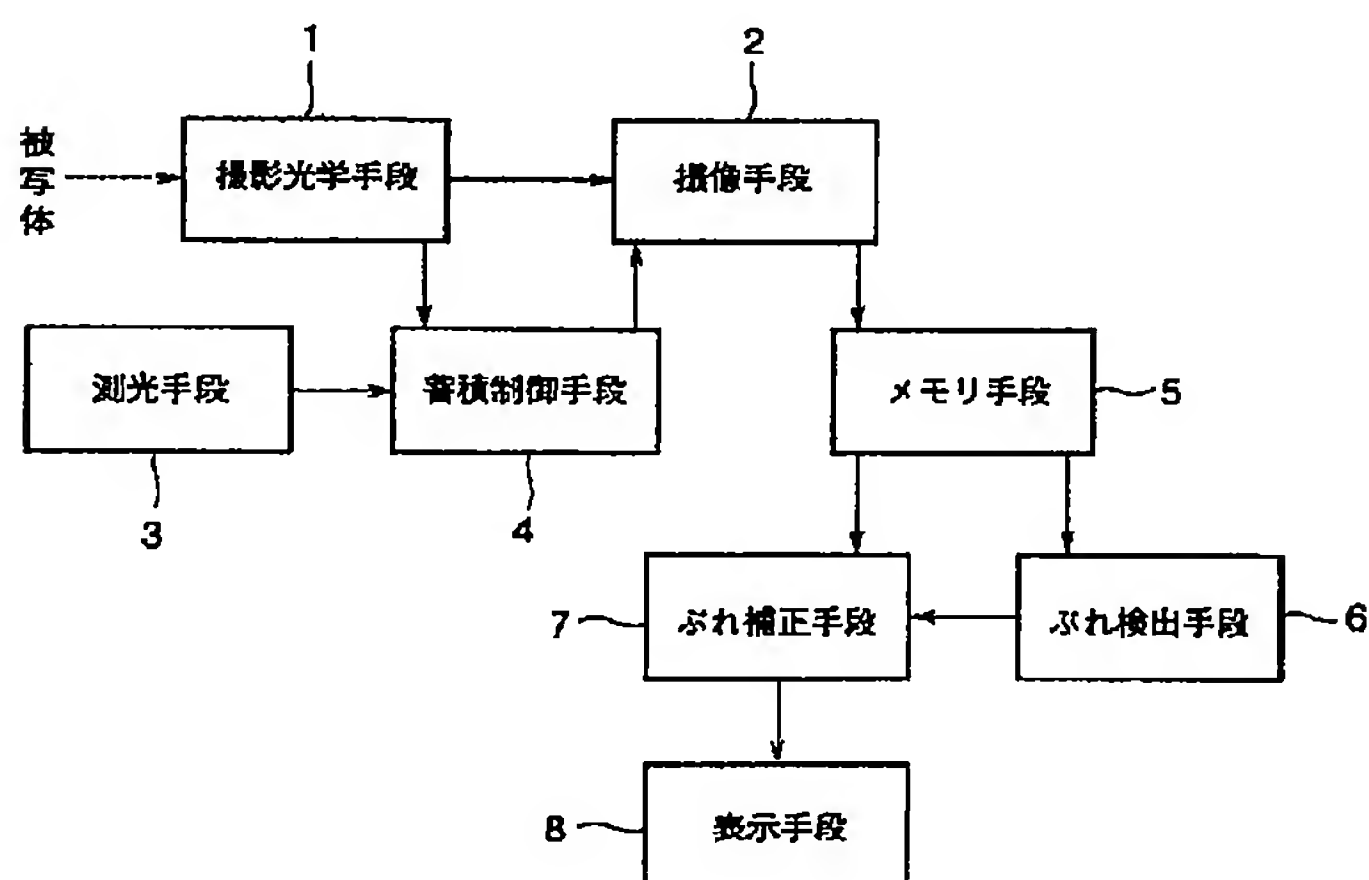 1
2
被写体
撮影光学手段
撮像手段
測光手段
蓄積制御手段
メモリ手段
5
3
4
7
ぶれ補正手段
ぶれ検出手段
6
8
表示手段